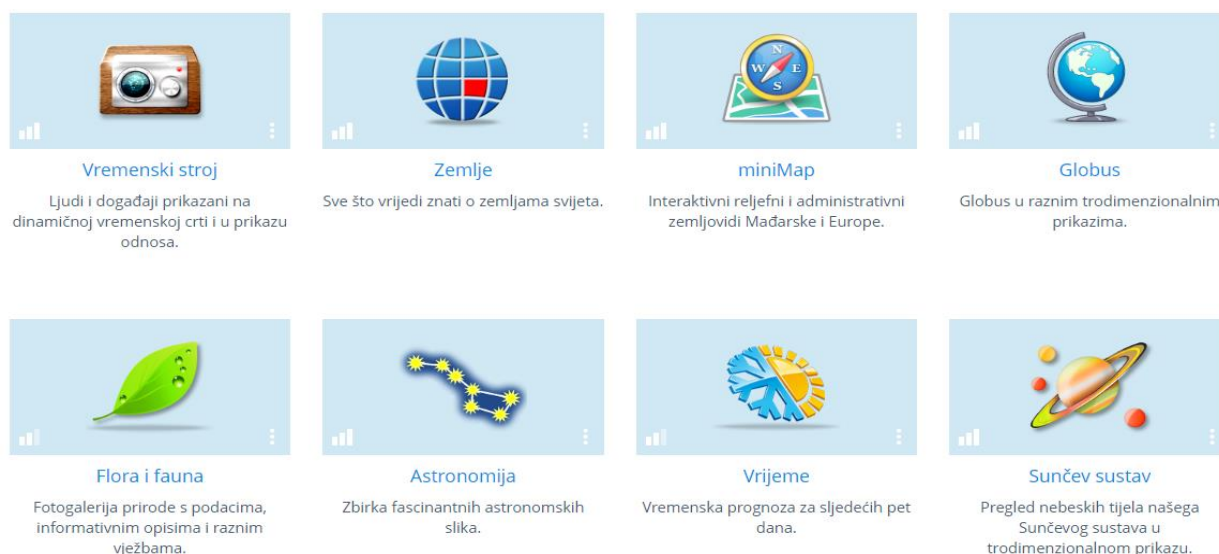 Vremenski stroj
Ljudi i događaji prikazani na
dinamičnoj vremenskoj crti i u prikazu
odnosa.
Zemlje
Sve što vrijedi znati o zemljama svijeta.
N
W E
S
miniMap
Interaktivni reljefni i administrativni
zemljovidi Mađarske i Europe.
Globus
Globus u raznim trodimenzionalnim
prikazima.
Flora i fauna
Fotogalerija prirode s podacima,
informativnim opisima i raznim
vježbama.
Astronomija
Zbirka fascinantnih astronomskih
slika.
Vrijeme
Vremenska prognoza za sljedećih pet
dana.
Sunčev sustav
Pregled nebeskih tijela našega
Sunčevog sustava u
trodimenzionalnom prikazu.